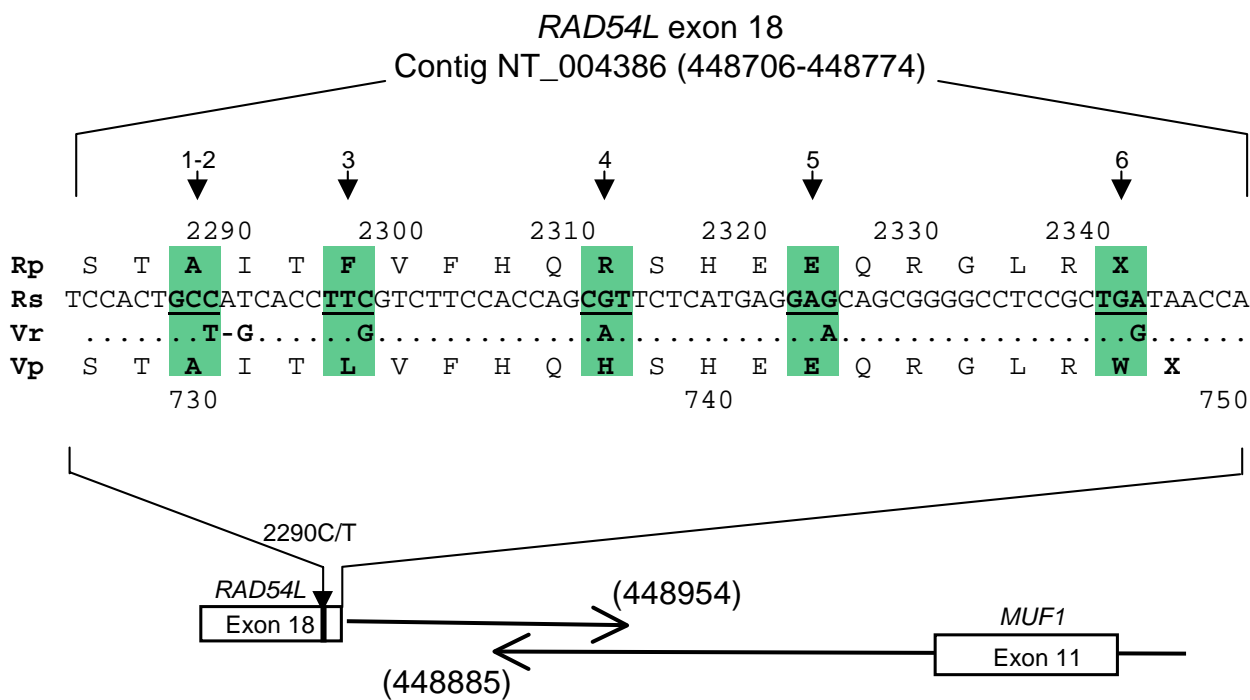 RAD54L exon 18
Contig NT_004386 (448706-448774)
1-2 3 4 5 6
2290 2300 2310 2320 2330 2340
Rp S T A I T F V F H Q R S H E E Q R G L R X
Rs TCCACTGCCATCACCTTCGTCTTCCACCAGCGTTCTCATGAGGAGCAGCGGGGCCTCCGCTGATAACCA
Vr .......T-G......G.............A............A.................G......
Vp S T A I T L V F H Q H S H E E Q R G L R W X
730 740 750
2290C/T
RAD54L
(448954)
MUF1
Exon 18
Exon 11
(448885)